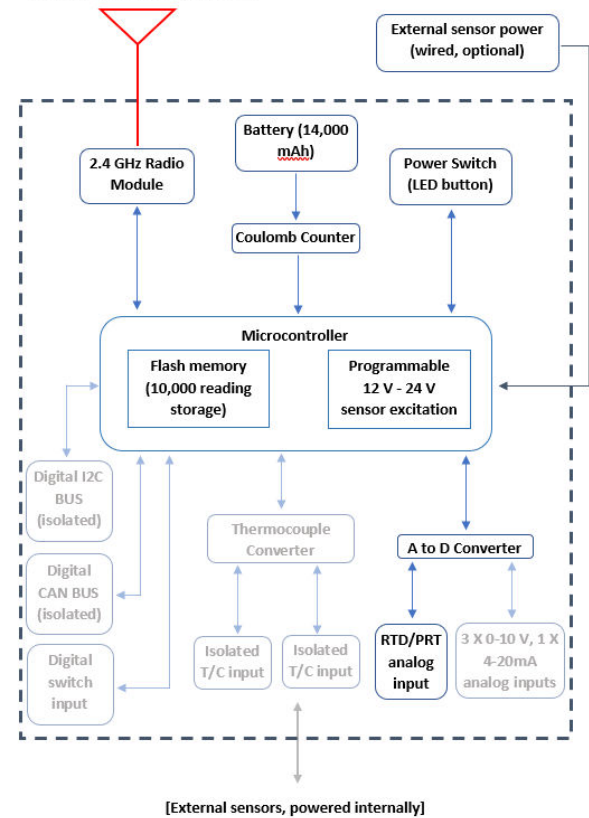 External sensor power
(wired, optional)
Battery (14,000
mAh)
2.4 GHz Radio
Module
Power Switch
(LED button)
Coulomb Counter
Microcontroller
Flash memory
(10,000 reading
storage)
Programmable
12 V - 24 V
sensor excitation
Digital I2C
BUS
(isolated)
Thermocouple
Converter
A to D Converter
Digital
CAN BUS
(isolated)
Isolated
T/C input
Isolated
T/C input
RTD/PRT
analog
input
3 X 0-10 V, 1 X
4-20mA
analog inputs
Digital
switch
input
[External sensors, powered internally]